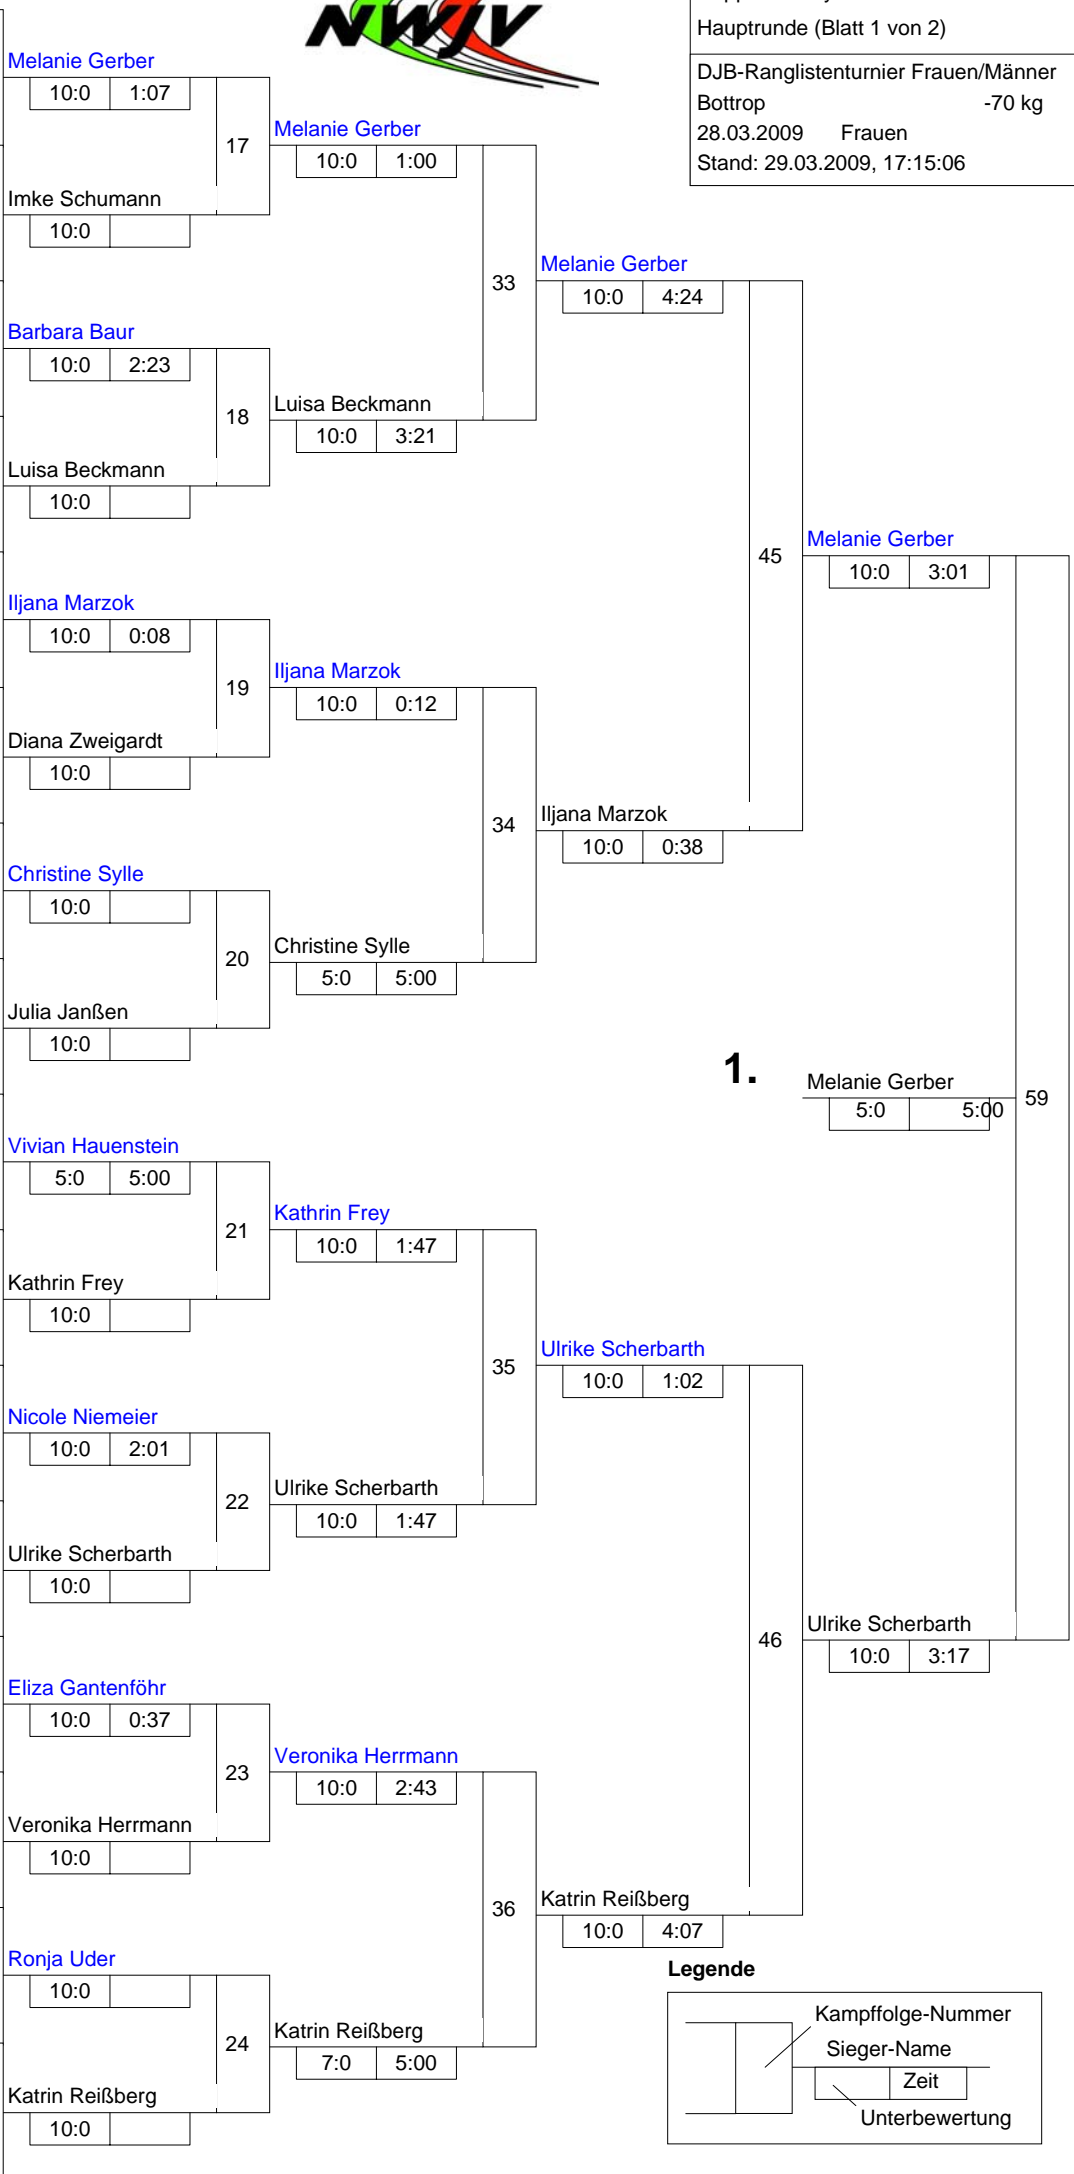 NWJV
Hauptrunde (Blatt 1 von 2)
DJB-Ranglistenturnier Frauen/Männer
Bottrop -70 kg
28.03.2009 Frauen
Stand: 29.03.2009, 17:15:06
Melanie Gerber
10:0 1:07
17
Imke Schumann
10:0
Barbara Baur
10:0 2:23
18
Luisa Beckmann
10:0
Iljana Marzok
10:0 0:08
19
Diana Zweigardt
10:0
Christine Sylle
10:0
20
Julia Janßen
10:0
Vivian Hauenstein
5:0 5:00
21
Kathrin Frey
10:0
Nicole Niemeier
10:0 2:01
22
Ulrike Scherbarth
10:0
Eliza Gantenföhr
10:0 0:37
23
Veronika Herrmann
10:0
Ronja Uder
10:0
24
Katrin Reißberg
10:0
Melanie Gerber
10:0 1:00
33
Luisa Beckmann
10:0 3:21
Iljana Marzok
10:0 0:12
34
Christine Sylle
5:0 5:00
Kathrin Frey
10:0 1:47
35
Ulrike Scherbarth
10:0 1:47
Veronika Herrmann
10:0 2:43
36
Katrin Reißberg
7:0 5:00
Melanie Gerber
10:0 4:24
45
Iljana Marzok
10:0 0:38
Ulrike Scherbarth
10:0 1:02
46
Katrin Reißberg
10:0 4:07
Melanie Gerber
10:0 3:01
1.
Melanie Gerber
5:0 5:00
59
Ulrike Scherbarth
10:0 3:17
Legende
Kampffolge-Nummer
Sieger-Name
Zeit
Unterbewertung